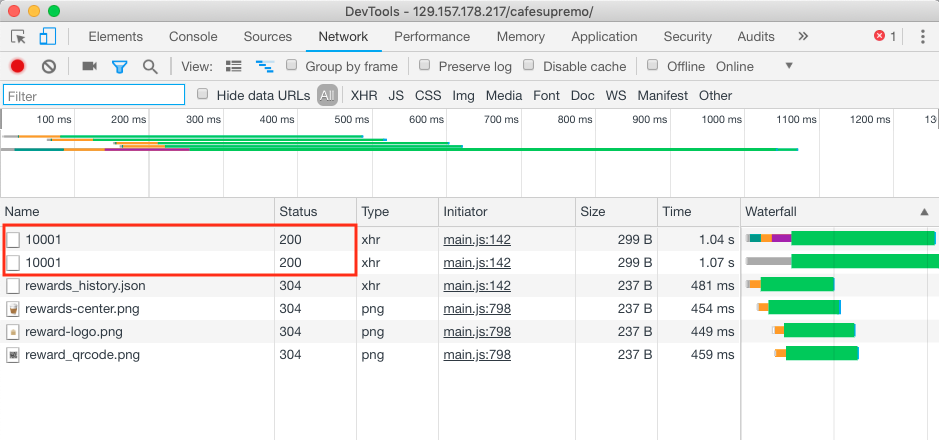 DevTools - 129.157.178.217/cafesupremo/
Elements Console Sources Network Performance Memory Application Security Audits » 1
View: Group by frame Preserve log Disable cache Offline Online
Filter Hide data URLs All XHR JS CSS Img Media Font Doc WS Manifest Other
100 ms 200 ms 300 ms 400 ms 500 ms 600 ms 700 ms 800 ms 900 ms 1000 ms 1100 ms 1200 ms 13
Name Status Type Initiator Size Time Waterfall
10001 200 xhr main.js:142 299 B 1.04 s
10001 200 xhr main.js:142 299 B 1.07 s
rewards_history.json 304 xhr main.js:142 237 B 481 ms
rewards-center.png 304 png main.js:798 237 B 454 ms
reward-logo.png 304 png main.js:798 237 B 449 ms
reward_qrcode.png 304 png main.js:798 237 B 459 ms